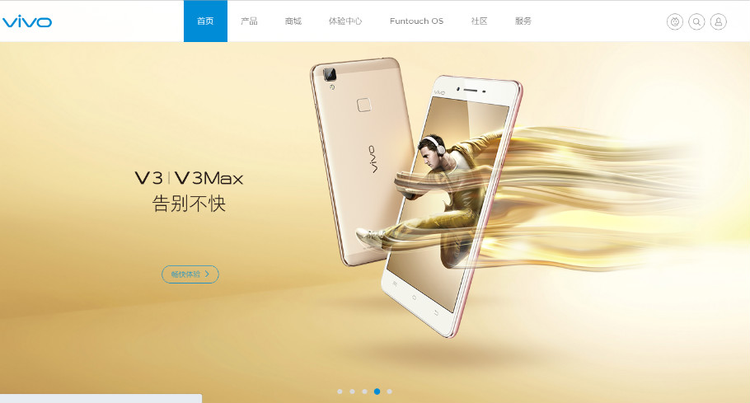 vivo
首页
产品
商城
体验中心
Funtouch OS
社区
服务
vivo
vivo
V3 | V3Max
告别不快
畅快体验 >